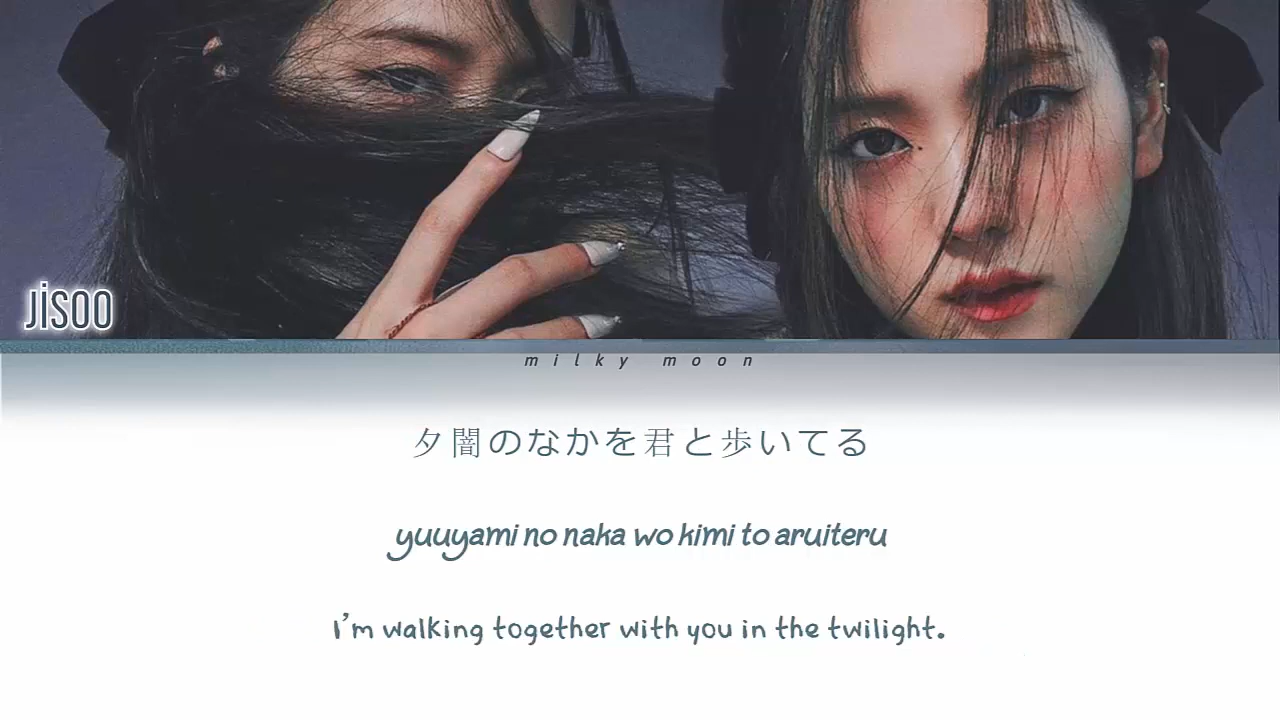 JiSOO
milky moon
夕闇のなかを君と歩いてる
yuuyami no naka wo kimi to aruiteru
I'm walking together with you in the twilight.